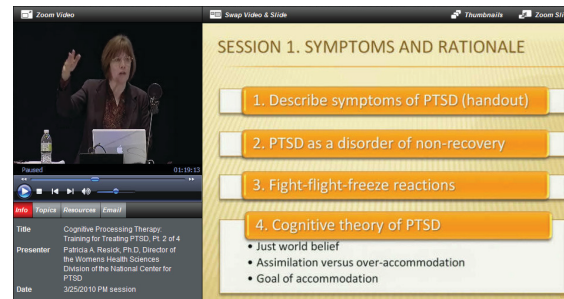 Zoom Video
Swap Video & Slide
Thumbnails
Zoom Sli
Paused
01:19:13
Info Topics Resources Email
Title Cognitive Processing Therapy:
Training for Treating PTSD, Pt. 2 of 4
Presenter Patricia A. Resick, Ph.D, Director of
the Womens Health Sciences
Division of the National Center for
PTSD
Date 3/25/2010 PM session
SESSION 1. SYMPTOMS AND RATIONALE
1. Describe symptoms of PTSD (handout)
2. PTSD as a disorder of non-recovery
3. Fight-flight-freeze reactions
4. Cognitive theory of PTSD
• Just world belief
• Assimilation versus over-accommodation
• Goal of accommodation